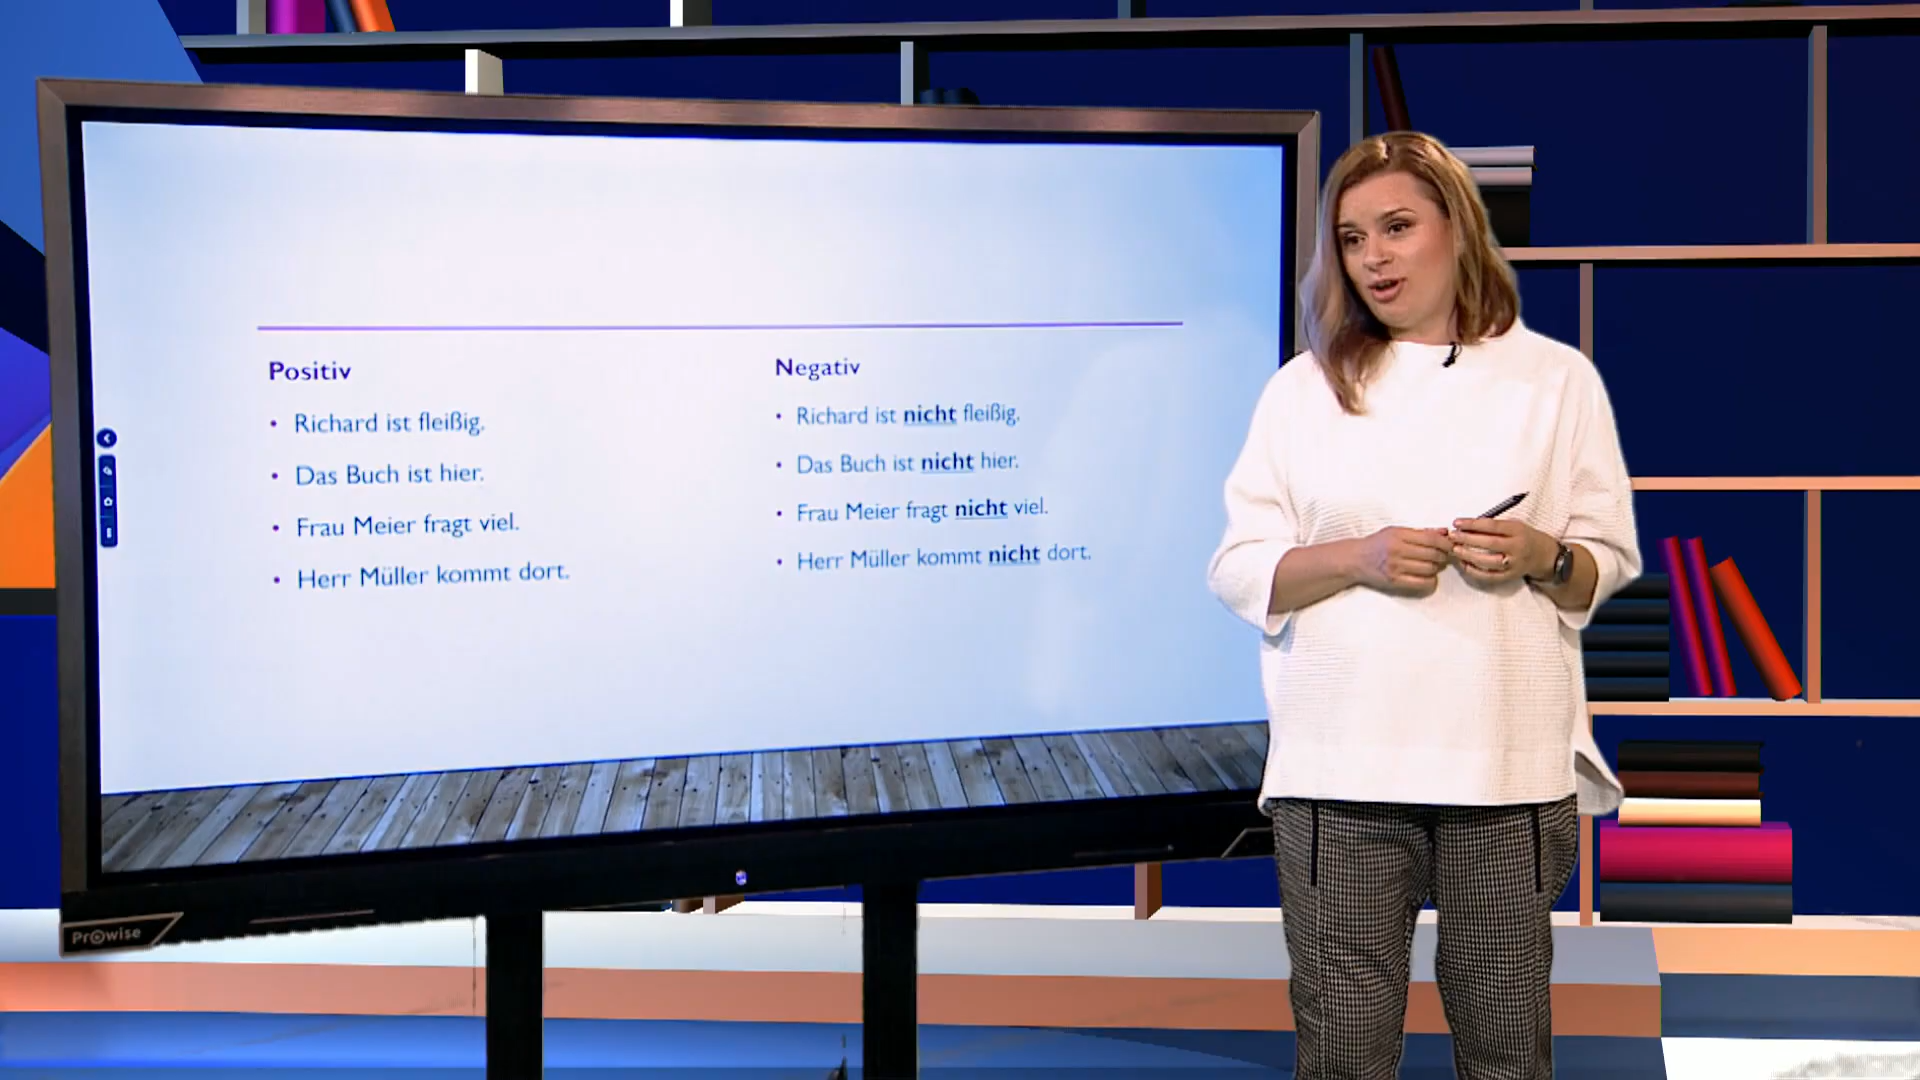 Positiv
• Richard ist fleißig.
• Das Buch ist hier.
• Frau Meier fragt viel.
• Herr Müller kommt dort.
Negativ
• Richard ist nicht fleißig.
• Das Buch ist nicht hier.
• Frau Meier fragt nicht viel.
• Herr Müller kommt nicht dort.
Prowise